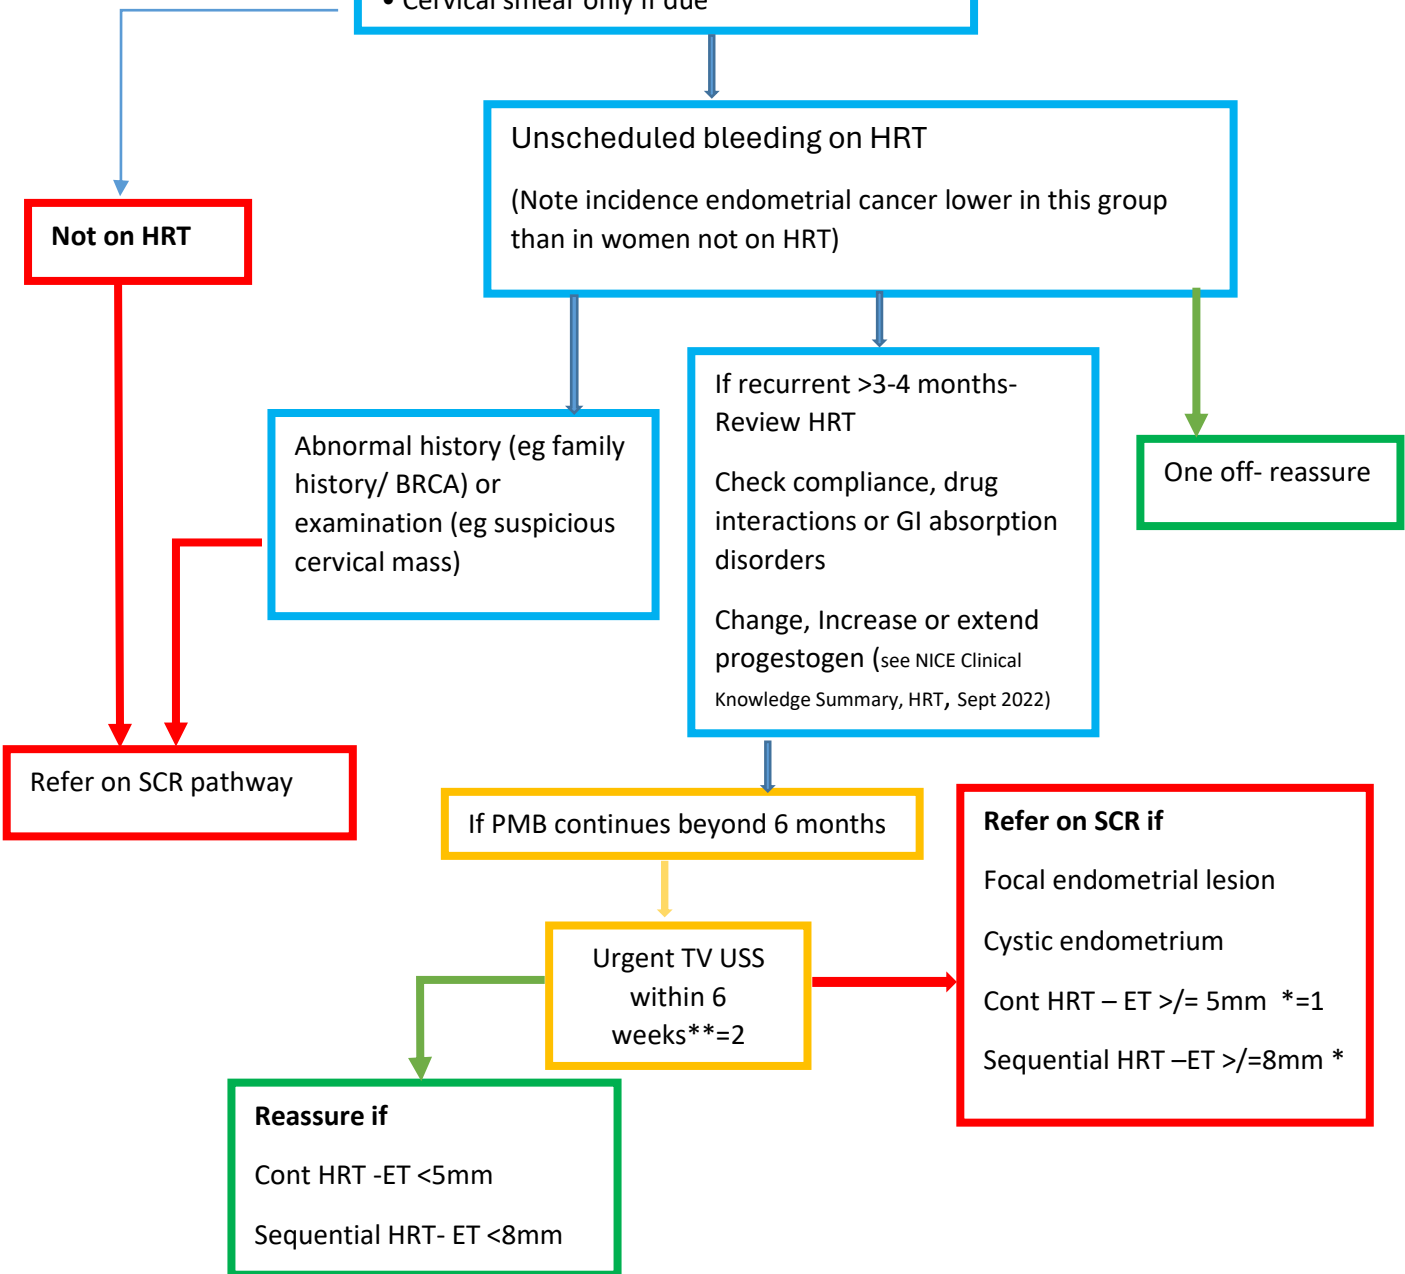 • Cervical smear only if due
Unscheduled bleeding on HRT
(Note incidence endometrial cancer lower in this group
than in women not on HRT)
Not on HRT
If recurrent >3-4 months-
Review HRT
Check compliance, drug
interactions or GI absorption
disorders
Change, Increase or extend
progestogen (see NICE Clinical
Knowledge Summary, HRT, Sept 2022)
Abnormal history (eg family
history/ BRCA) or
examination (eg suspicious
cervical mass)
One off- reassure
Refer on SCR pathway
If PMB continues beyond 6 months
Refer on SCR if
Focal endometrial lesion
Cystic endometrium
Cont HRT – ET >/= 5mm *=1
Sequential HRT –ET >/=8mm *
Urgent TV USS
within 6
weeks**=2
Reassure if
Cont HRT -ET <5mm
Sequential HRT- ET <8mm